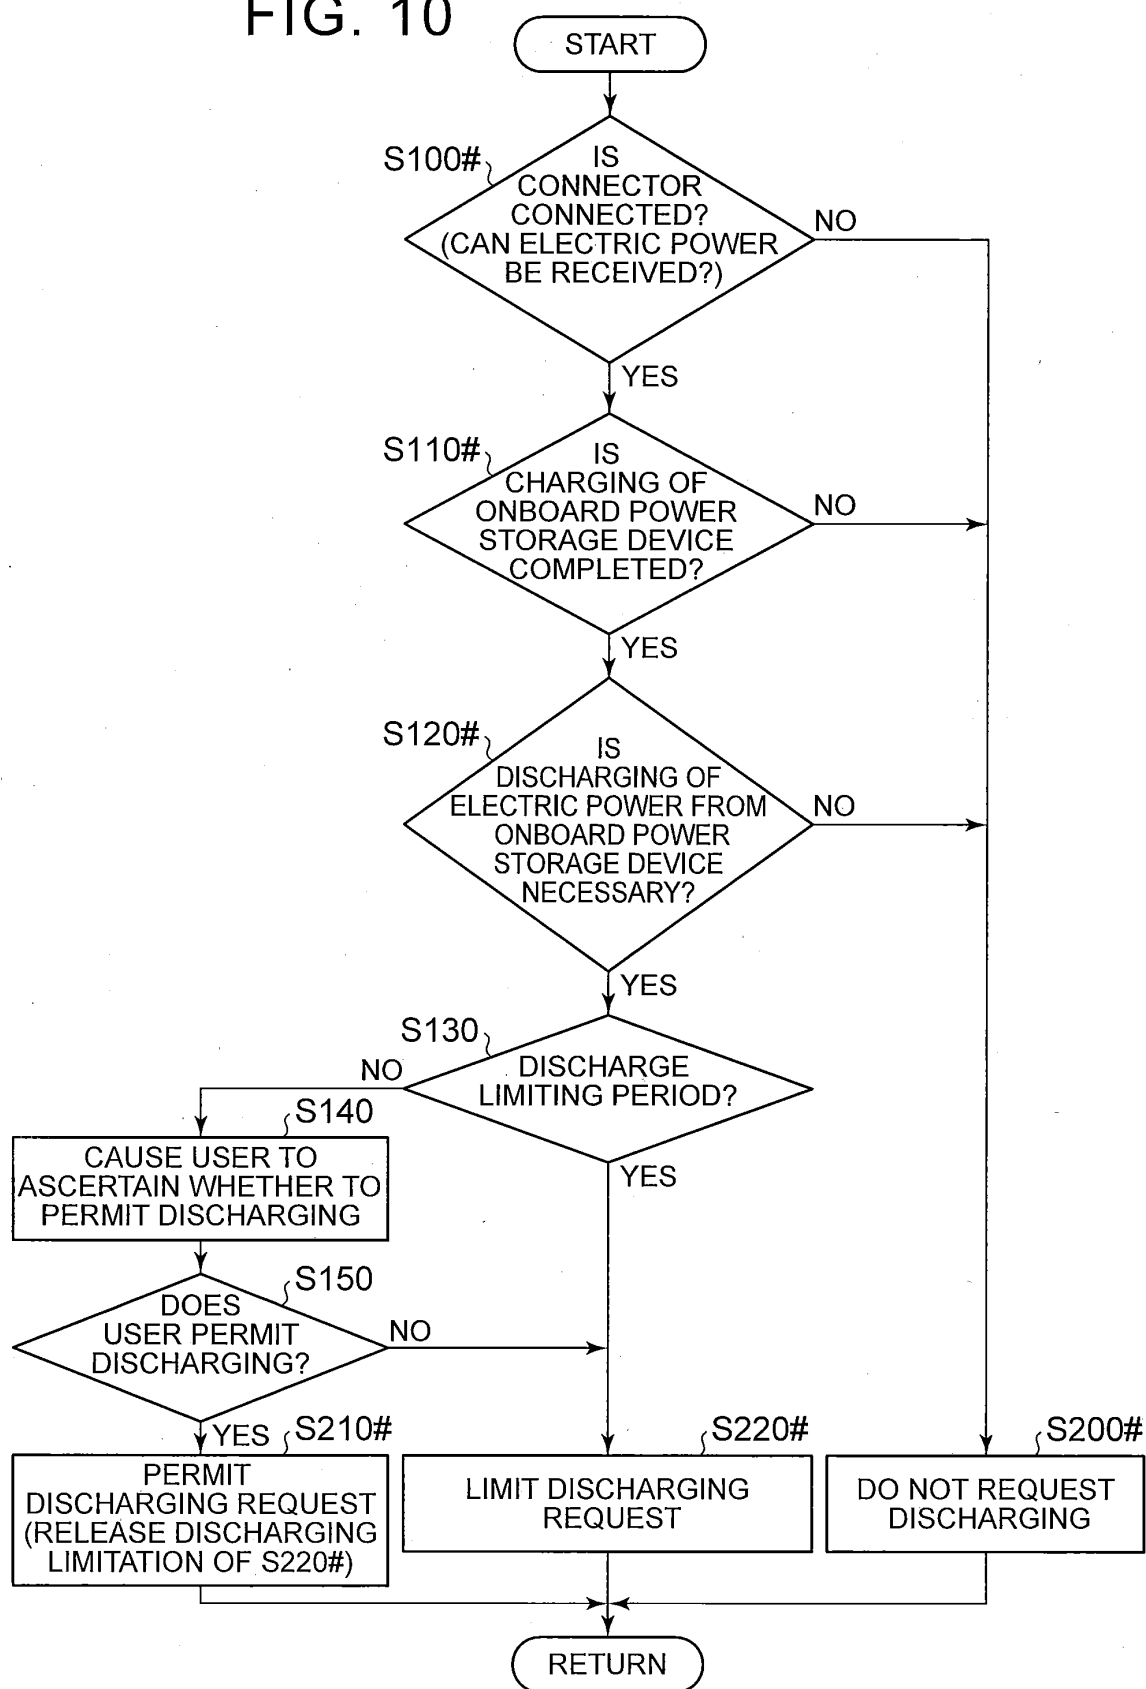 FIG. 10
START
S100#
IS
CONNECTOR
CONNECTED?
(CAN ELECTRIC POWER
BE RECEIVED?)
NO
YES
S110#
IS
CHARGING OF
ONBOARD POWER
STORAGE DEVICE
COMPLETED?
NO
YES
S120#
IS
DISCHARGING OF
ELECTRIC POWER FROM
ONBOARD POWER
STORAGE DEVICE
NECESSARY?
NO
YES
S130
DISCHARGE
LIMITING PERIOD?
NO
YES
S140
CAUSE USER TO
ASCERTAIN WHETHER TO
PERMIT DISCHARGING
S150
DOES
USER PERMIT
DISCHARGING?
NO
YES
S210#
PERMIT
DISCHARGING REQUEST
(RELEASE DISCHARGING
LIMITATION OF S220#)
S220#
LIMIT DISCHARGING
REQUEST
S200#
DO NOT REQUEST
DISCHARGING
RETURN